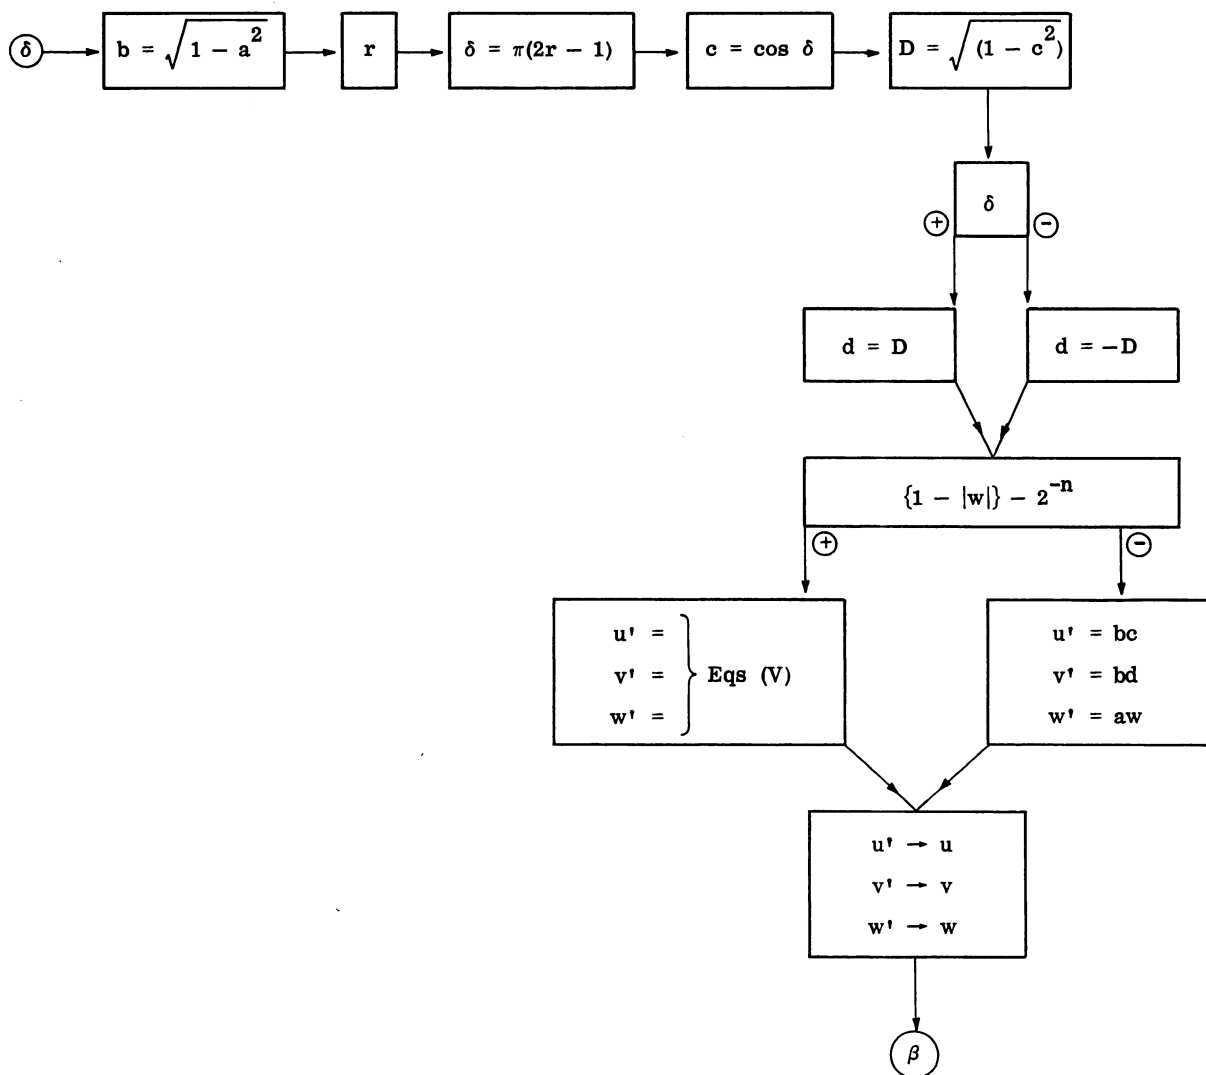 δ
b = √1 − a²
r
δ = π(2r − 1)
c = cos δ
D = √(1 − c²)
δ
+ −
d = D
d = −D
{1 − |w|} − 2⁻ⁿ
+ −
u' =
v' = } Eqs (V)
w' =
u' = bc
v' = bd
w' = aw
u' → u
v' → v
w' → w
β